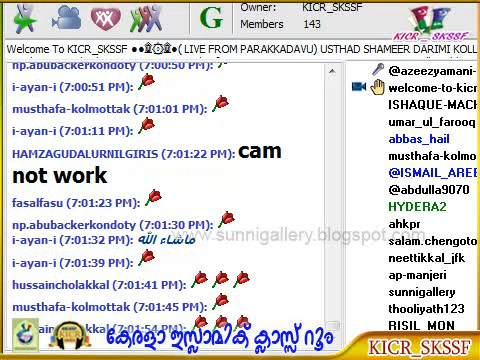 Owner: KICR_SKSSF
Members 143
KICR_SKSSF
Welcome To KICR_SKSSF ●●۩۞۩●( LIVE FROM PARAKKADAVU) USTHAD SHAMEER DARIMI KOLL
np.abubackerkondoty (7:00:50 PM):
i-ayan-i (7:00:51 PM):
musthafa-kolmottak (7:01:01 PM):
i-ayan-i (7:01:11 PM):
HAMZAGUDALURNILGIRIS (7:01:22 PM): cam
not work
fasalfasu (7:01:23 PM):
np.abubackerkondoty (7:01:30 PM):
i-ayan-i (7:01:32 PM): ماشاء الله
i-ayan-i (7:01:39 PM):
hussaincholakkal (7:01:41 PM):
musthafa-kolmottak (7:01:45 PM):
cholakkal (7:01:54 PM):
@azeezyamani-
welcome-to-kicr
ISHAQUE-MACH
umar_ul_farooq
abbas_hail
musthafa-kolmo
@ISMAIL_AREE
@abdulla9070
HYDERA2
ahkpr
salam.chengoto
neettikkal_jfk
ap-manjeri
sunnigallery
thooliyath123
RISIL_MON
www.sunnigallery.blogspot.com
KICR
കേരളാ ഇസ്ലാമിക് ക്ലാസ്സ് റൂം
KICR_SKSSF